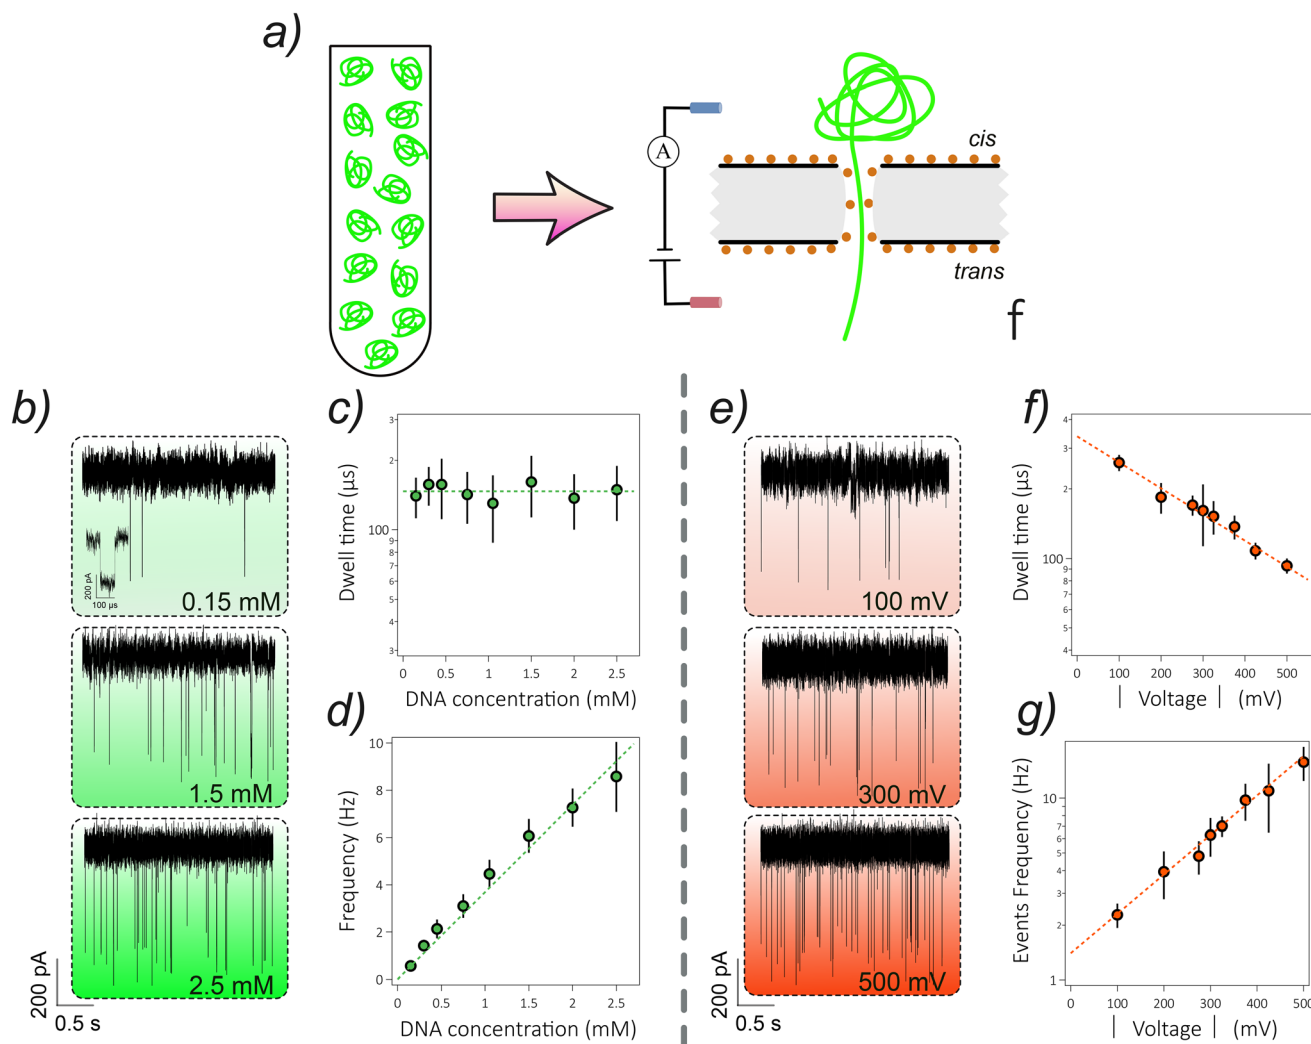 a)
A
cis
trans
f
b)
200 pA
100 µs
0.15 mM
1.5 mM
2.5 mM
200 pA
0.5 s
c)
Dwell time (µs)
3
2
100
9
8
7
6
5
4
3
0 0.5 1 1.5 2 2.5
DNA concentration (mM)
d)
Frequency (Hz)
10
8
6
4
2
0
0 0.5 1 1.5 2 2.5
DNA concentration (mM)
e)
100 mV
300 mV
500 mV
200 pA
0.5 s
f)
Dwell time (µs)
4
3
2
100
9
8
7
6
5
4
0 100 200 300 400 500
| Voltage | (mV)
g)
Events Frequency (Hz)
10
7
6
5
4
3
2
1
0 100 200 300 400 500
| Voltage | (mV)